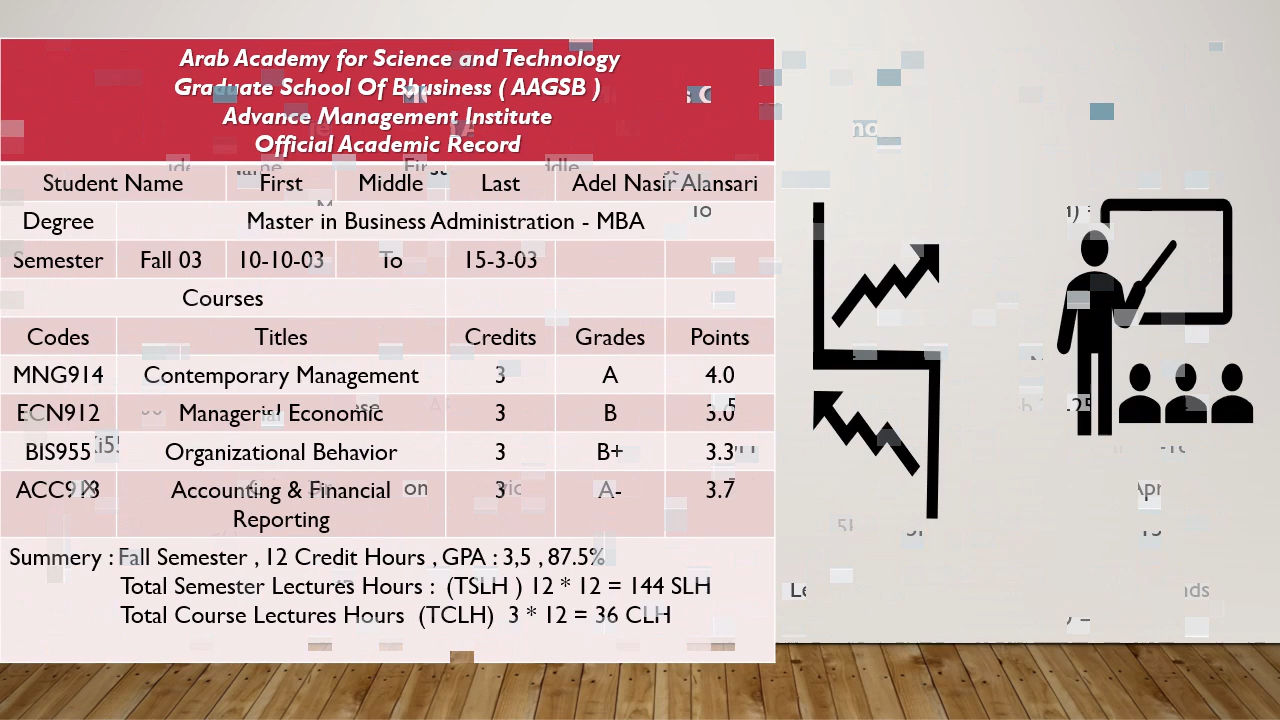 Arab Academy for Science and Technology
Graduate School Of Bbusiness ( AAGSB )
Advance Management Institute
Official Academic Record
Student Name First Middle Last Adel Nasir Alansari
Degree Master in Business Administration - MBA
Semester Fall 03 10-10-03 To 15-3-03
Courses
Codes Titles Credits Grades Points
MNG914 Contemporary Management 3 A 4.0
ECN912 Managerial Economic 3 B 3.0
BIS955 Organizational Behavior 3 B+ 3.3
ACC913 Accounting & Financial Reporting 3 A- 3.7
Summery : Fall Semester , 12 Credit Hours , GPA : 3,5 , 87.5%
Total Semester Lectures Hours : (TSLH ) 12 * 12 = 144 SLH
Total Course Lectures Hours (TCLH) 3 * 12 = 36 CLH